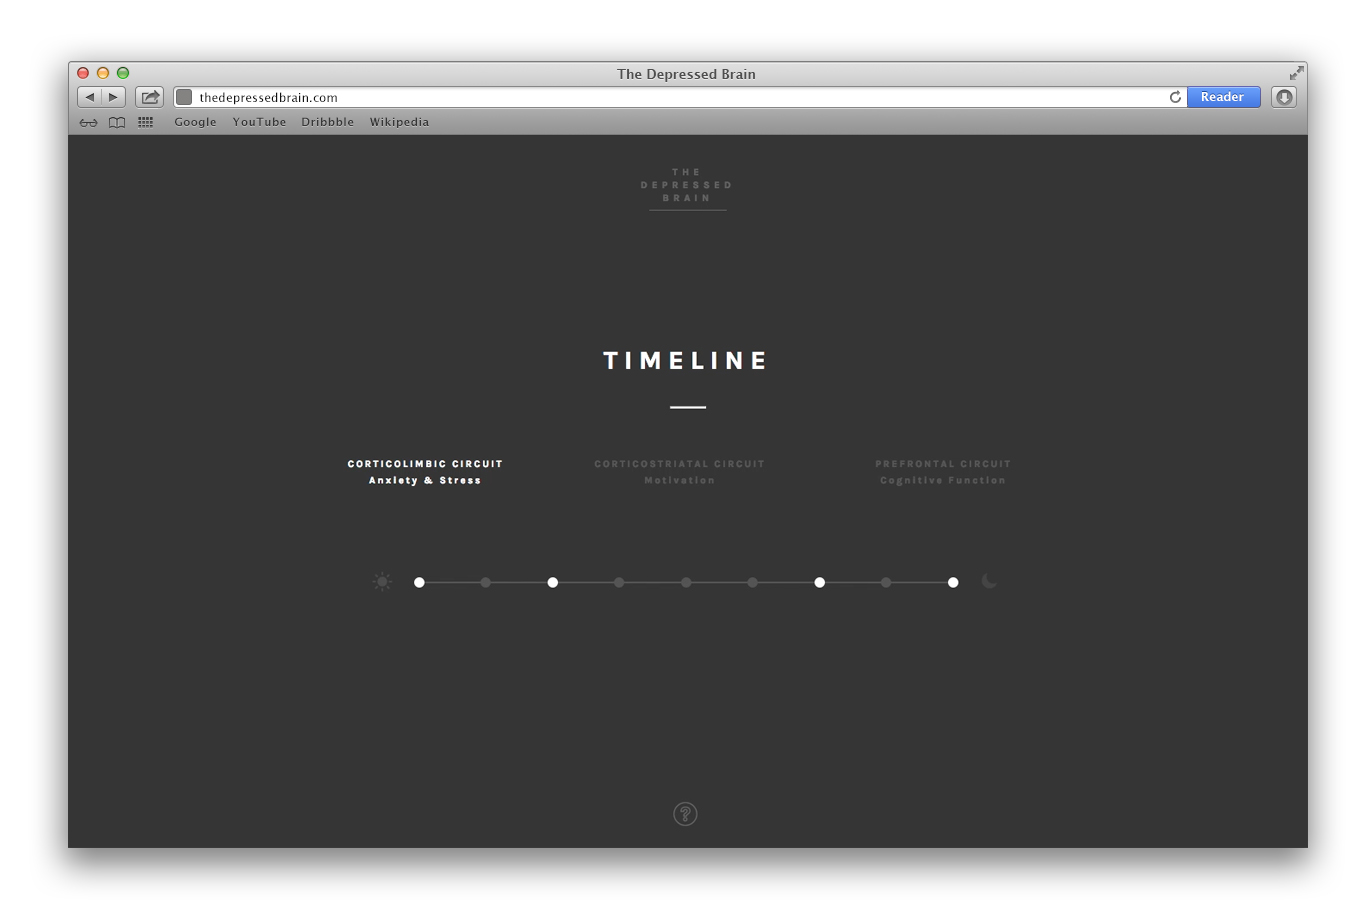 The Depressed Brain
thedepressedbrain.com
Reader
Google YouTube Dribbble Wikipedia
THE
DEPRESSED
BRAIN
TIMELINE
CORTICOLIMBIC CIRCUIT
Anxiety & Stress
CORTICOSTRIATAL CIRCUIT
Motivation
PREFRONTAL CIRCUIT
Cognitive Function
?